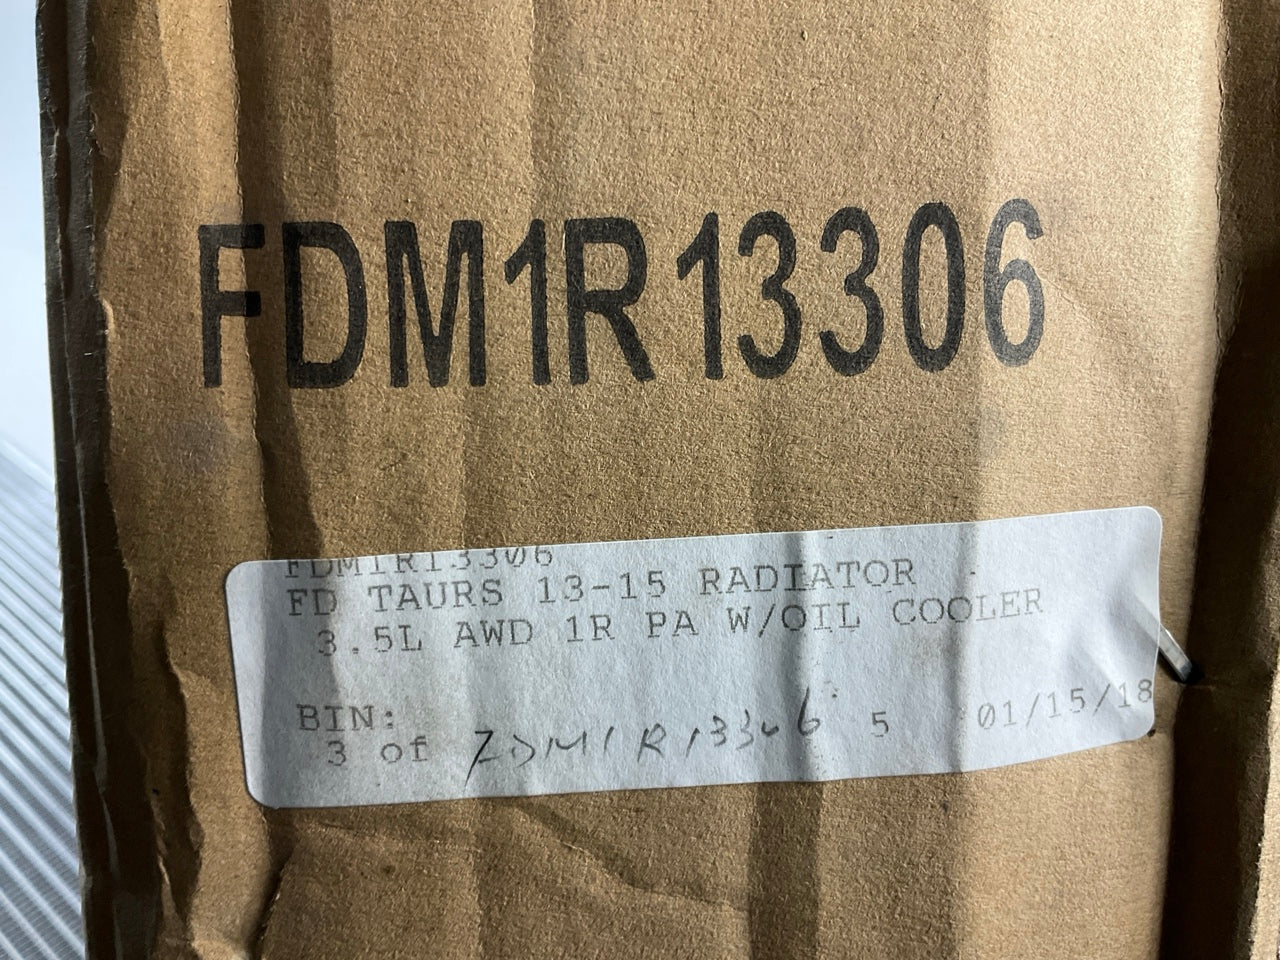 FDM1R13306
FDM1R13306
FD TAURS 13-15 RADIATOR
3.5L AWD 1R PA W/OIL COOLER
BIN:
3 of FDM1R13306 5 01/15/18